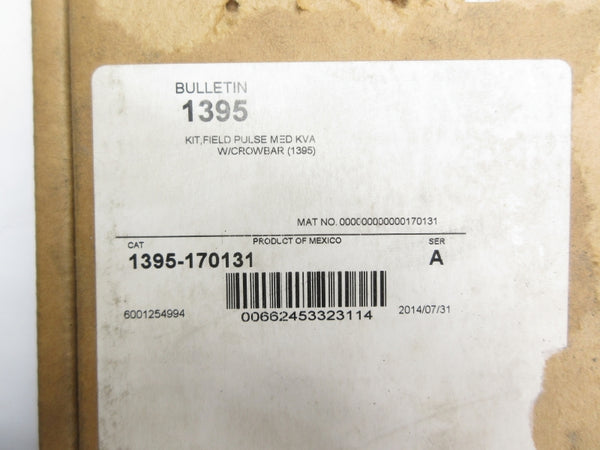 BULLETIN
1395
KIT,FIELD PULSE MED KVA
W/CROWBAR (1395)
MAT NO. 000000000000170131
CAT PRODUCT OF MEXICO SER
1395-170131 A
6001254994 00662453323114 2014/07/31